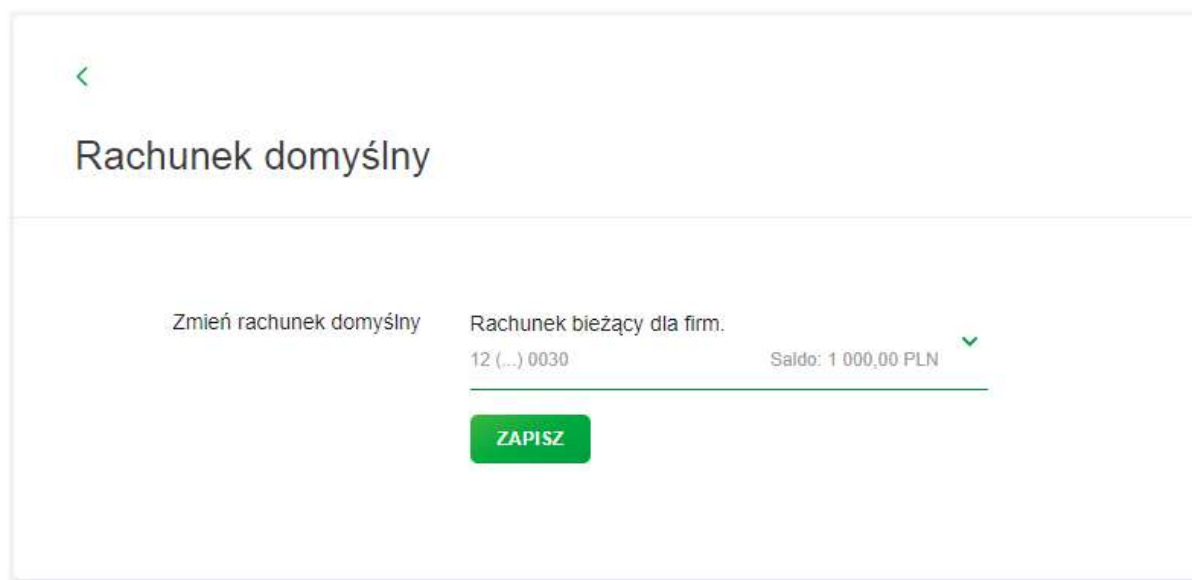 Rachunek domyślny
Zmień rachunek domyślny
Rachunek bieżący dla firm.
12 (...) 0030 Saldo: 1 000,00 PLN
ZAPISZ